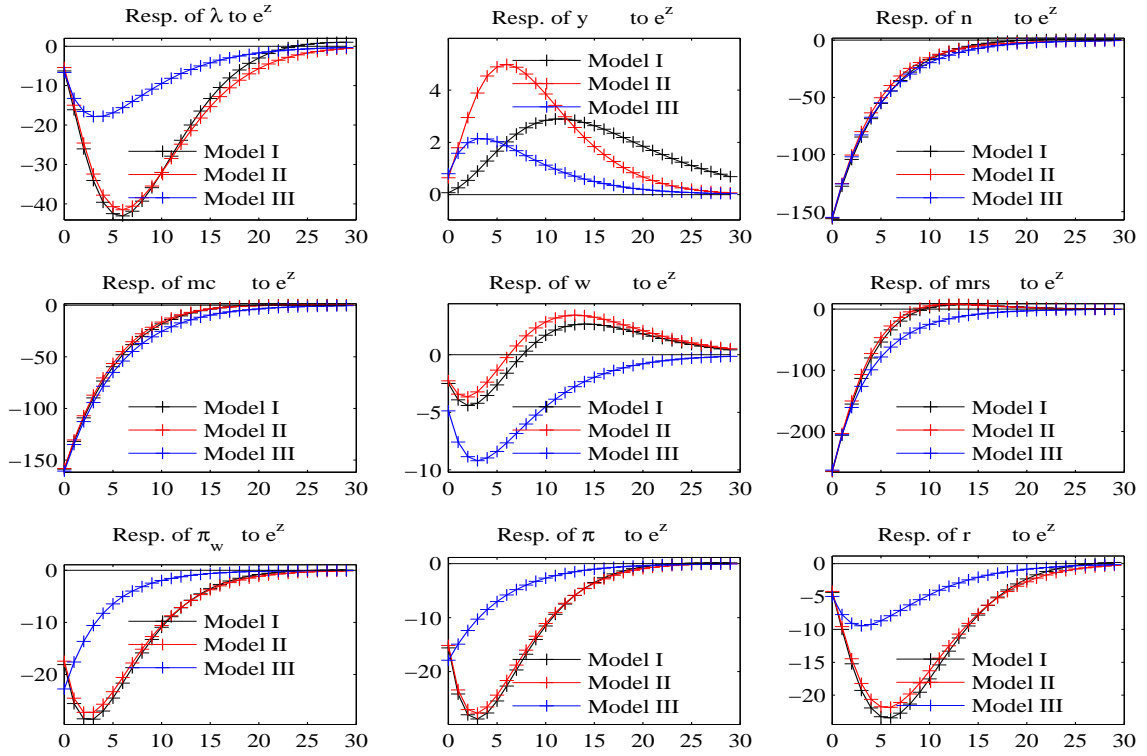 Resp. of λ to e^z
0
−10
−20
−30
−40
Model I
Model II
Model III
0 5 10 15 20 25 30
Resp. of y to e^z
4
2
0
Model I
Model II
Model III
0 5 10 15 20 25 30
Resp. of n to e^z
0
−50
−100
−150
Model I
Model II
Model III
0 5 10 15 20 25 30
Resp. of mc to e^z
0
−50
−100
−150
Model I
Model II
Model III
0 5 10 15 20 25 30
Resp. of w to e^z
0
−5
−10
Model I
Model II
Model III
0 5 10 15 20 25 30
Resp. of mrs to e^z
0
−100
−200
Model I
Model II
Model III
0 5 10 15 20 25 30
Resp. of π_w to e^z
0
−10
−20
Model I
Model II
Model III
0 5 10 15 20 25 30
Resp. of π to e^z
0
−10
−20
Model I
Model II
Model III
0 5 10 15 20 25 30
Resp. of r to e^z
0
−5
−10
−15
−20
Model I
Model II
Model III
0 5 10 15 20 25 30